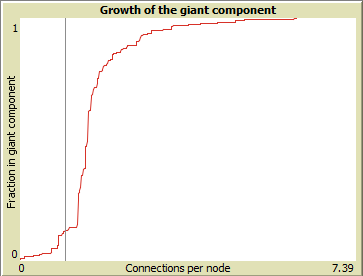 Growth of the giant component
1
Fraction in giant component
0
0
Connections per node
7.39